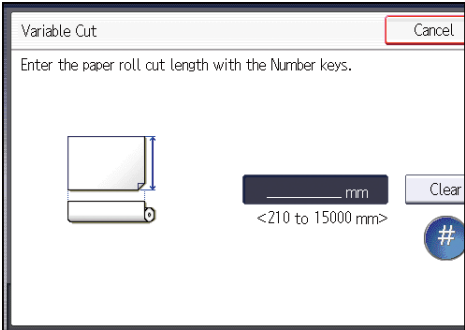 Variable Cut
Cancel
Enter the paper roll cut length with the Number keys.
______ mm
Clear
<210 to 15000 mm>
#